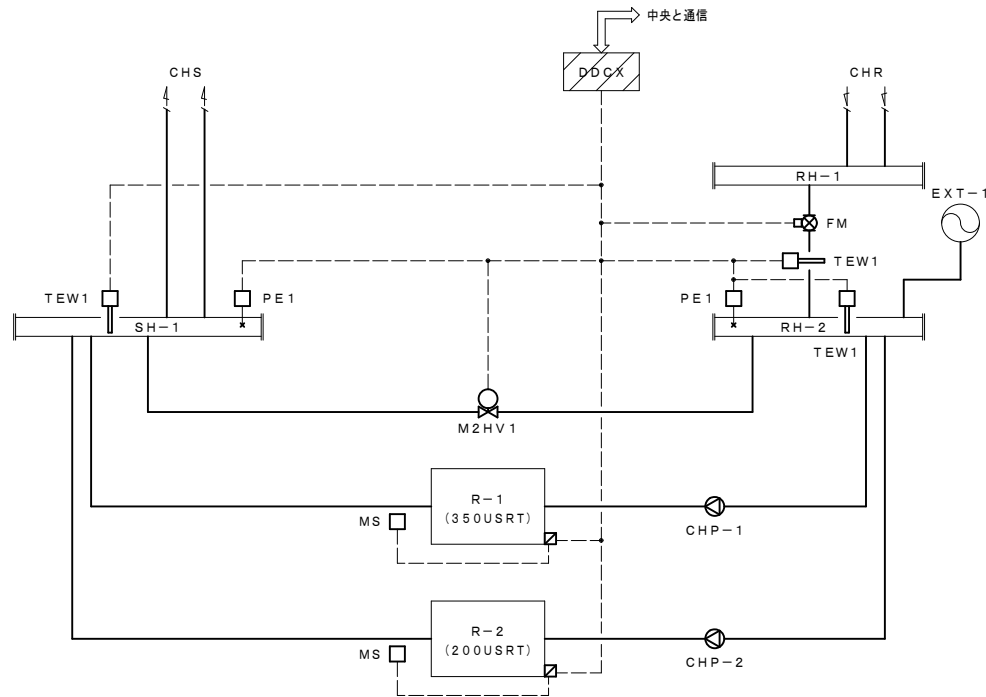 中央と通信
DDCX
CHS
CHR
RH-1
EXT-1
FM
TEW1
TEW1
PE1
PE1
SH-1
RH-2
TEW1
M2HV1
R-1
(350USRT)
MS
CHP-1
R-2
(200USRT)
MS
CHP-2